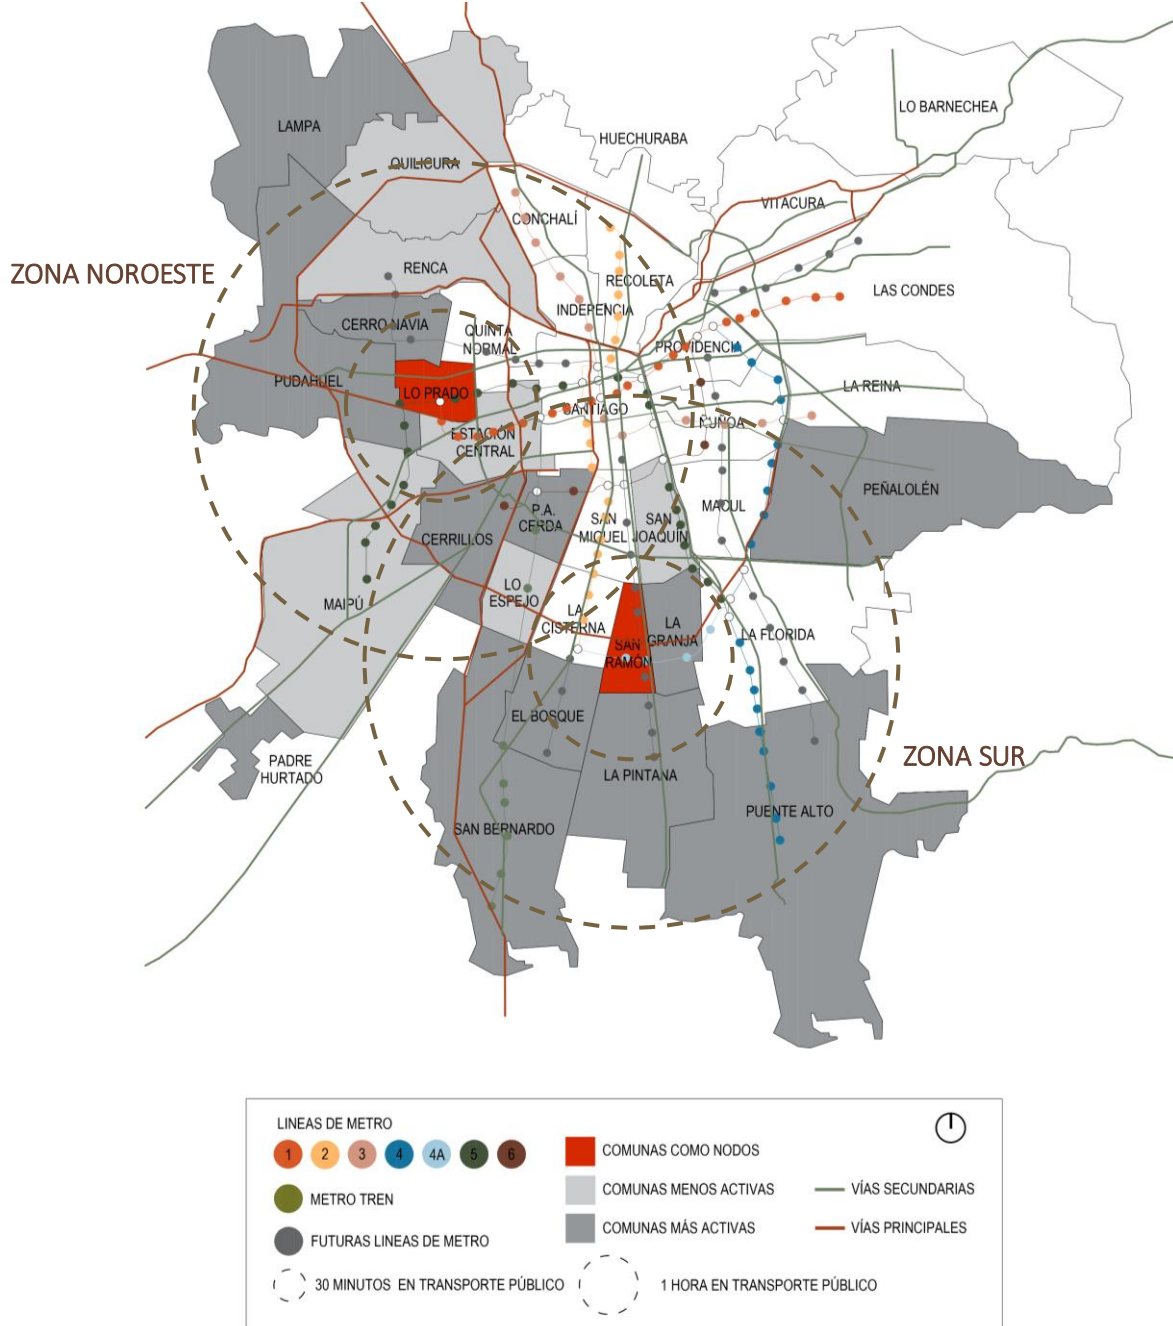 LO BARNECHEA
LAMPA
HUECHURABA
QUILICURA
VITACURA
CONCHALÍ
ZONA NOROESTE
RENCA
RECOLETA
LAS CONDES
INDEPENCIA
CERRO NAVIA
QUINTA
NORMAL
PROVIDENCIA
PUDAHUEL
LO PRADO
LA REINA
SANTIAGO
ÑUÑOA
ESTACIÓN
CENTRAL
PEÑALOLÉN
MACUL
P.A.
CERDA
SAN
MIGUEL
SAN
JOAQUÍN
CERRILLOS
LO
ESPEJO
MAIPÚ
LA
CISTERNA
LA
GRANJA
LA FLORIDA
SAN
RAMÓN
EL BOSQUE
ZONA SUR
PADRE
HURTADO
LA PINTANA
PUENTE ALTO
SAN BERNARDO
LINEAS DE METRO
1 2 3 4 4A 5 6
METRO TREN
FUTURAS LINEAS DE METRO
30 MINUTOS EN TRANSPORTE PÚBLICO
COMUNAS COMO NODOS
COMUNAS MENOS ACTIVAS
COMUNAS MÁS ACTIVAS
1 HORA EN TRANSPORTE PÚBLICO
VÍAS SECUNDARIAS
VÍAS PRINCIPALES